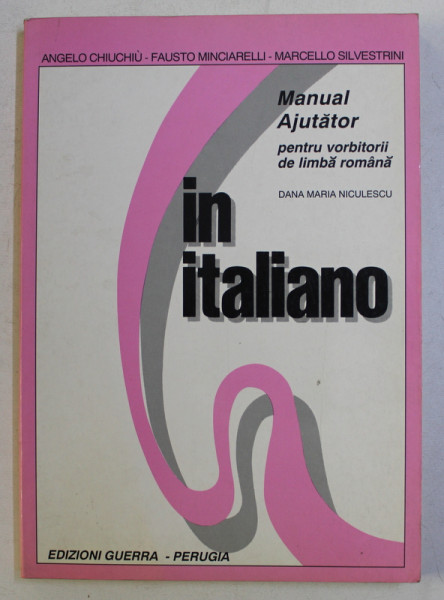 ANGELO CHIUCHIÙ - FAUSTO MINCIARELLI - MARCELLO SILVESTRINI
Manual
Ajutător
pentru vorbitorii
de limbă română
DANA MARIA NICULESCU
in
italiano
EDIZIONI GUERRA - PERUGIA